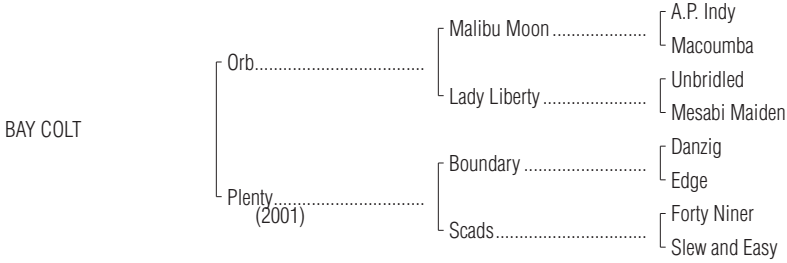 A.P. Indy
Malibu Moon ....................
Macoumba
Orb....................................
Unbridled
Lady Liberty ......................
Mesabi Maiden
BAY COLT
Danzig
Boundary ..........................
Edge
Plenty................................
(2001)
Forty Niner
Scads................................
Slew and Easy